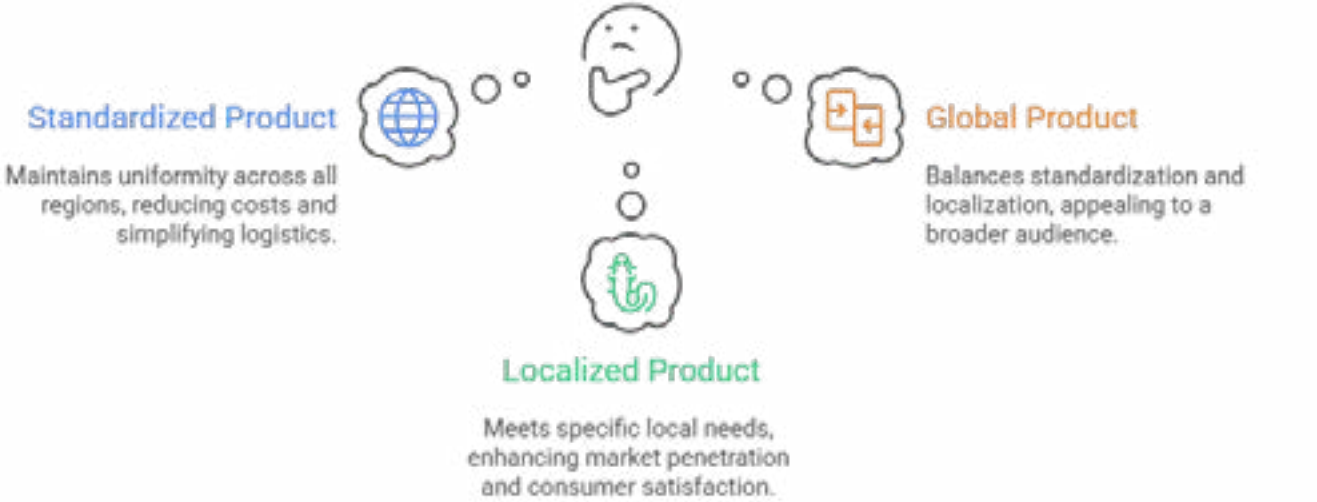 Standardized Product
Maintains uniformity across all
regions, reducing costs and
simplifying logistics.
Global Product
Balances standardization and
localization, appealing to a
broader audience.
Localized Product
Meets specific local needs,
enhancing market penetration
and consumer satisfaction.